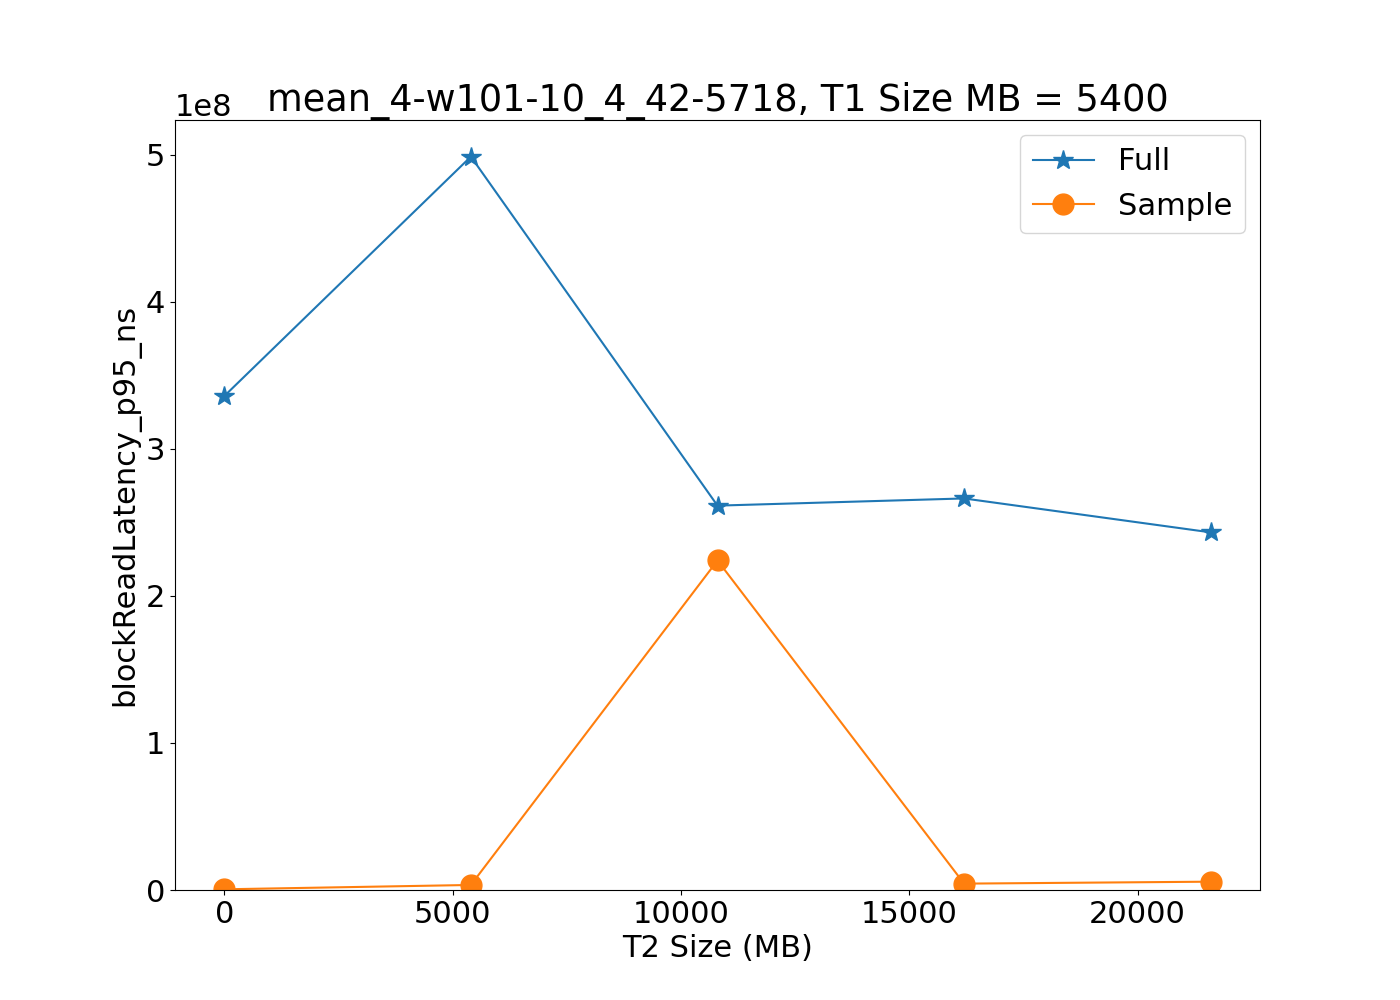 1e8
mean_4-w101-10_4_42-5718, T1 Size MB = 5400
Full
Sample
5
4
3
2
1
0
blockReadLatency_p95_ns
0 5000 10000 15000 20000
T2 Size (MB)